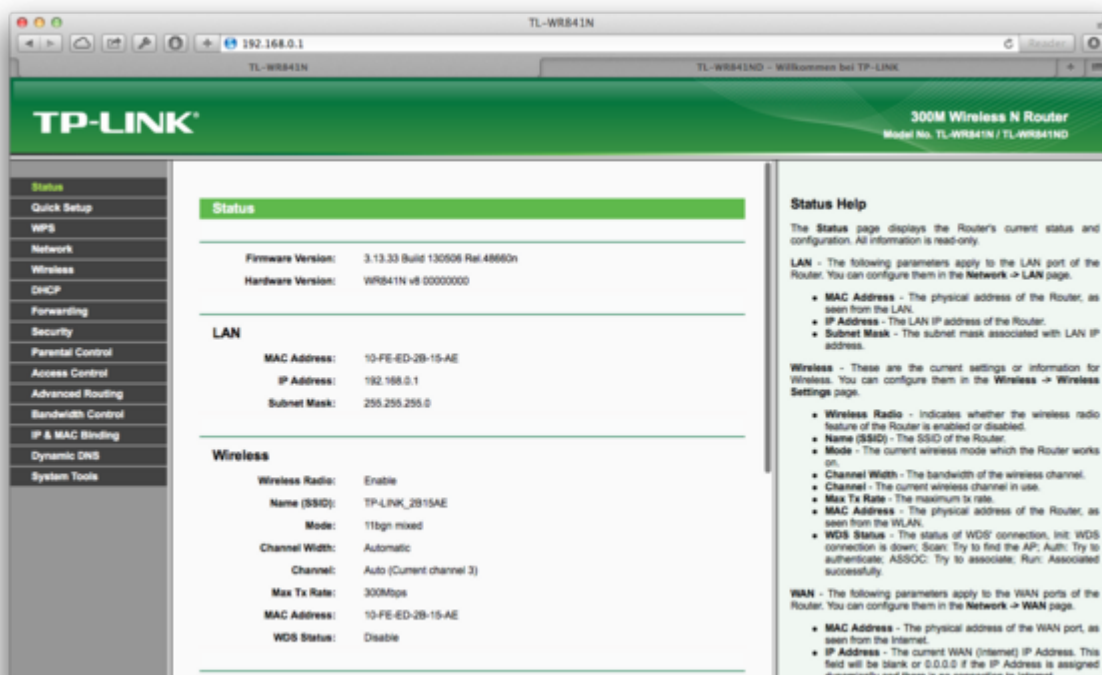 TL-WR841N
192.168.0.1
Reader
TL-WR841N
TL-WR841ND - Willkommen bei TP-LINK
TP-LINK®
300M Wireless N Router
Model No. TL-WR841N / TL-WR841ND
Status
Quick Setup
WPS
Network
Wireless
DHCP
Forwarding
Security
Parental Control
Access Control
Advanced Routing
Bandwidth Control
IP & MAC Binding
Dynamic DNS
System Tools
Status
Firmware Version: 3.13.33 Build 130506 Rel.48660n
Hardware Version: WR841N v8 00000000
LAN
MAC Address: 10-FE-ED-2B-15-AE
IP Address: 192.168.0.1
Subnet Mask: 255.255.255.0
Wireless
Wireless Radio: Enable
Name (SSID): TP-LINK_2B15AE
Mode: 11bgn mixed
Channel Width: Automatic
Channel: Auto (Current channel 3)
Max Tx Rate: 300Mbps
MAC Address: 10-FE-ED-2B-15-AE
WDS Status: Disable
Status Help
The Status page displays the Router's current status and
configuration. All information is read-only.
LAN - The following parameters apply to the LAN port of the
Router. You can configure them in the Network -> LAN page.
• MAC Address - The physical address of the Router, as
seen from the LAN.
• IP Address - The LAN IP address of the Router.
• Subnet Mask - The subnet mask associated with LAN IP
address.
Wireless - These are the current settings or information for
Wireless. You can configure them in the Wireless -> Wireless
Settings page.
• Wireless Radio - Indicates whether the wireless radio
feature of the Router is enabled or disabled.
• Name (SSID) - The SSID of the Router.
• Mode - The current wireless mode which the Router works
on.
• Channel Width - The bandwidth of the wireless channel.
• Channel - The current wireless channel in use.
• Max Tx Rate - The maximum tx rate.
• MAC Address - The physical address of the Router, as
seen from the WLAN.
• WDS Status - The status of WDS' connection, Init: WDS
connection is down; Scan: Try to find the AP; Auth: Try to
authenticate; ASSOC: Try to associate; Run: Associated
successfully.
WAN - The following parameters apply to the WAN ports of the
Router. You can configure them in the Network -> WAN page.
• MAC Address - The physical address of the WAN port, as
seen from the Internet.
• IP Address - The current WAN (Internet) IP Address. This
field will be blank or 0.0.0.0 if the IP Address is assigned
dynamically and there is no connection to Internet.